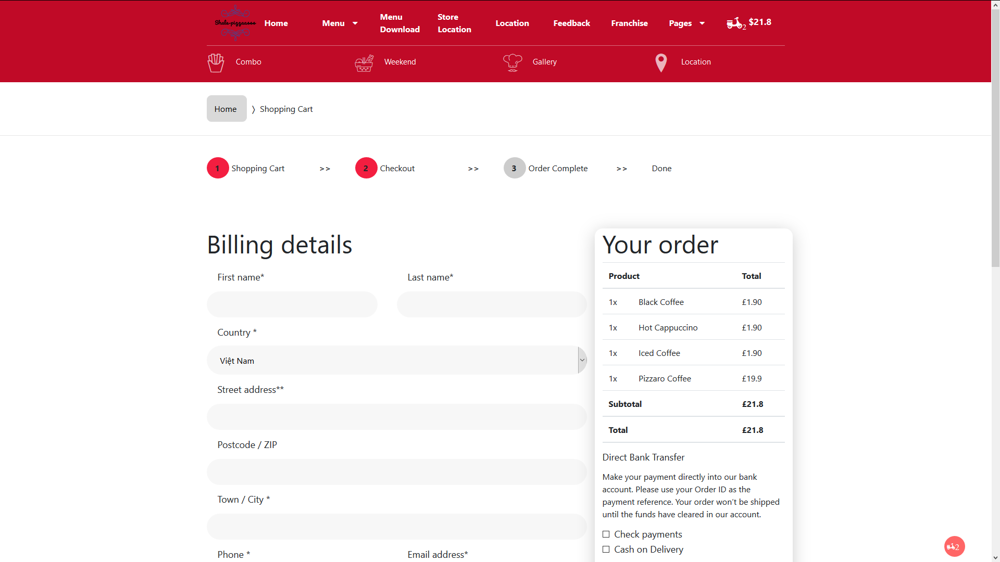 Shala-pizzaasss
Home
Menu
Menu Download
Store Location
Location
Feedback
Franchise
Pages
2 $21.8
Combo
Weekend
Gallery
Location
Home 〉 Shopping Cart
1 Shopping Cart >> 2 Checkout >> 3 Order Complete >> Done
Billing details
First name*
Last name*
Country *
Việt Nam
Street address**
Postcode / ZIP
Town / City *
Phone *
Email address*
Your order
Product Total
1x Black Coffee £1.90
1x Hot Cappuccino £1.90
1x Iced Coffee £1.90
1x Pizzaro Coffee £19.9
Subtotal £21.8
Total £21.8
Direct Bank Transfer
Make your payment directly into our bank
account. Please use your Order ID as the
payment reference. Your order won’t be shipped
until the funds have cleared in our account.
Check payments
Cash on Delivery
2